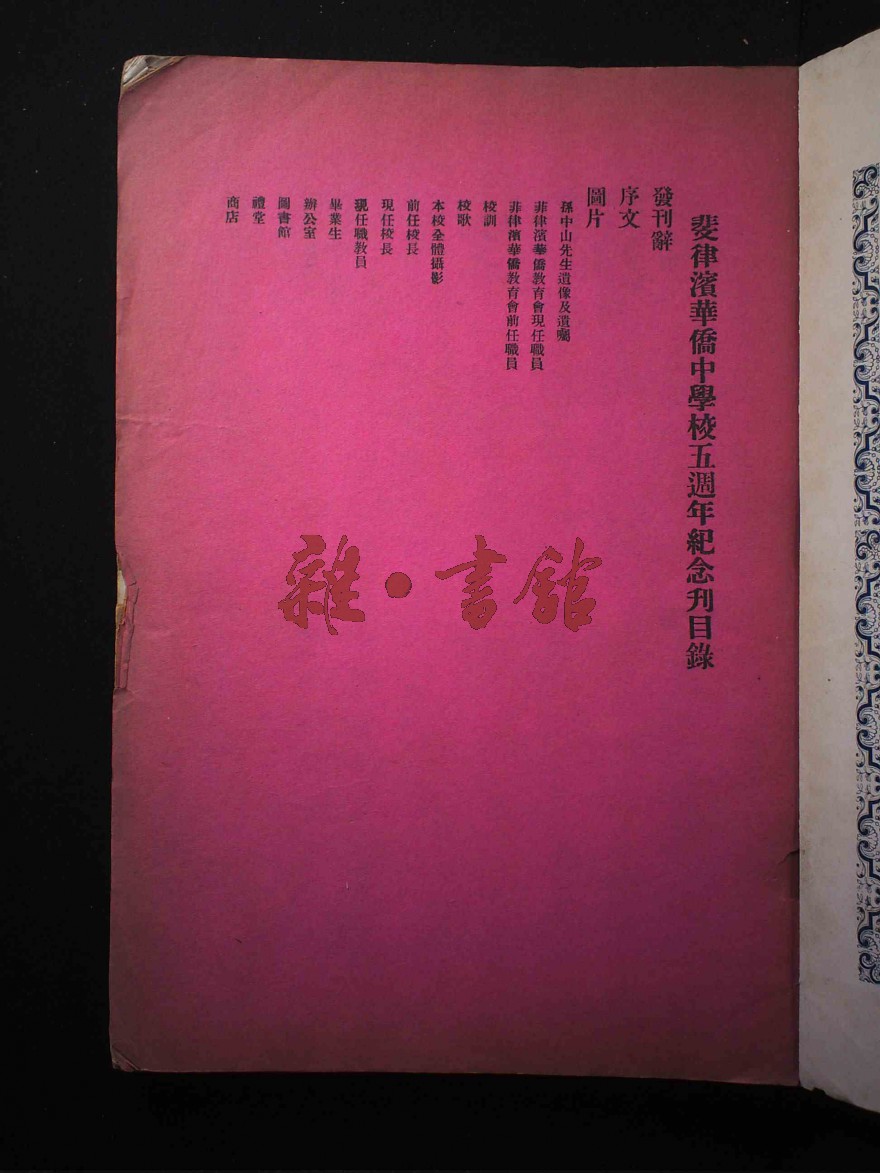 斐律濱華僑中學校五週年紀念刋目錄
發刊辭
序文
圖片
孫中山先生遺像及遺囑
菲律濱華僑教育會現任職員
菲律濱華僑教育會前任職員
校訓
校歌
本校全體攝影
前任校長
現任校長
現任職教員
畢業生
辦公室
圖書館
禮堂
商店
雜·書館